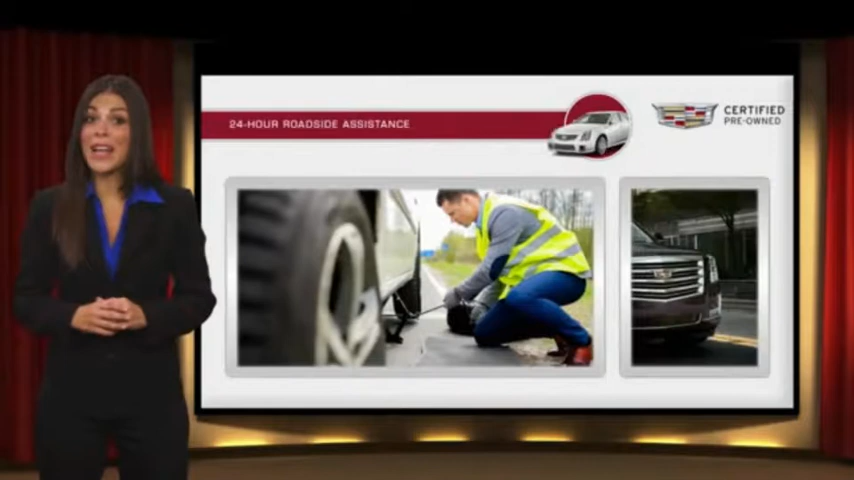 24-HOUR ROADSIDE ASSISTANCE
CERTIFIED
PRE-OWNED